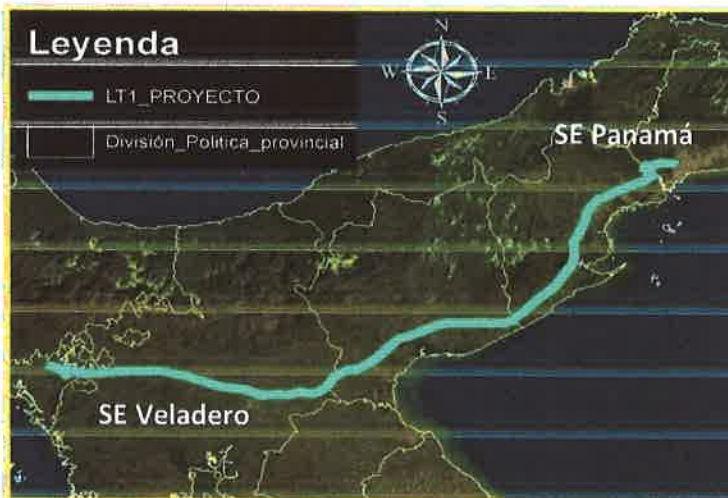 Leyenda
LT1_PROYECTO
División_Politica_provincial
N
W E
S
SE Panamá
SE Veladero